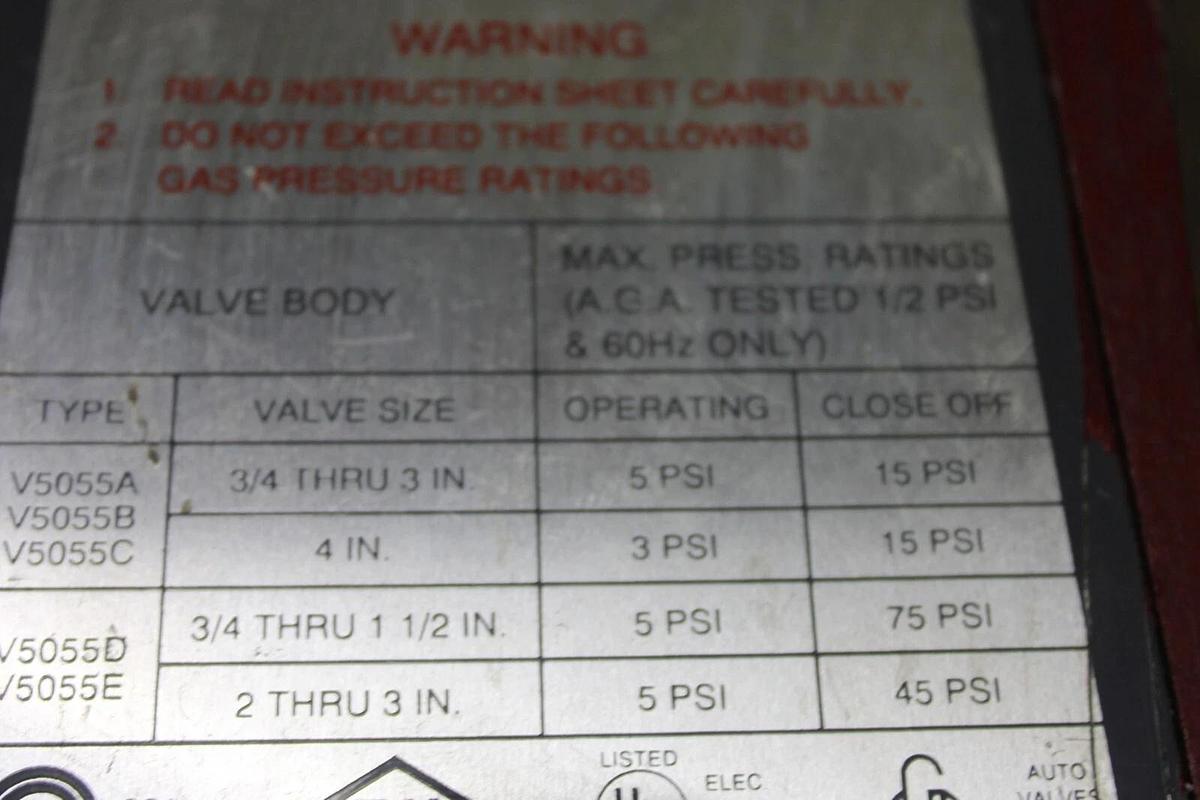 WARNING
1. READ INSTRUCTION SHEET CAREFULLY.
2. DO NOT EXCEED THE FOLLOWING
GAS PRESSURE RATINGS
VALVE BODY
MAX. PRESS. RATINGS
(A.G.A. TESTED 1/2 PSI
& 60Hz ONLY)
TYPE VALVE SIZE OPERATING CLOSE OFF
V5055A
V5055B
V5055C
3/4 THRU 3 IN. 5 PSI 15 PSI
4 IN. 3 PSI 15 PSI
V5055D
V5055E
3/4 THRU 1 1/2 IN. 5 PSI 75 PSI
2 THRU 3 IN. 5 PSI 45 PSI
LISTED
ELEC
AUTO
VALVES